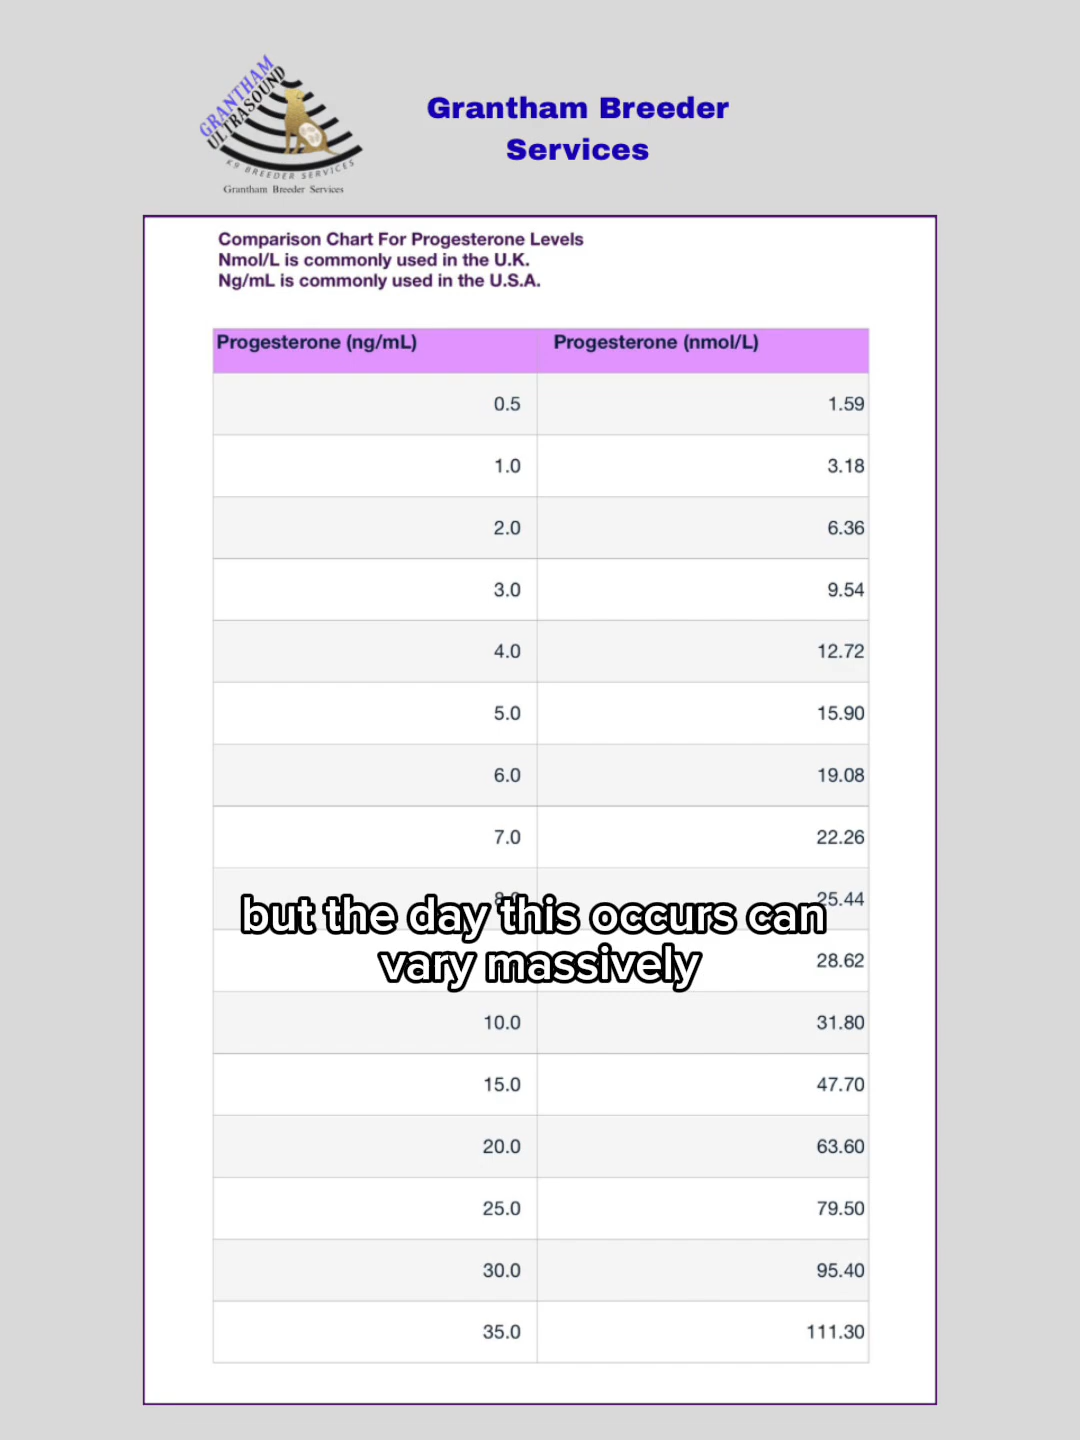 GRANTHAM
ULTRASOUND
K9 BREEDER SERVICES
Grantham Breeder Services
Grantham Breeder
Services
Comparison Chart For Progesterone Levels
Nmol/L is commonly used in the U.K.
Ng/mL is commonly used in the U.S.A.
Progesterone (ng/mL) Progesterone (nmol/L)
0.5 1.59
1.0 3.18
2.0 6.36
3.0 9.54
4.0 12.72
5.0 15.90
6.0 19.08
7.0 22.26
25.44
but the day this occurs can
vary massively
28.62
10.0 31.80
15.0 47.70
20.0 63.60
25.0 79.50
30.0 95.40
35.0 111.30